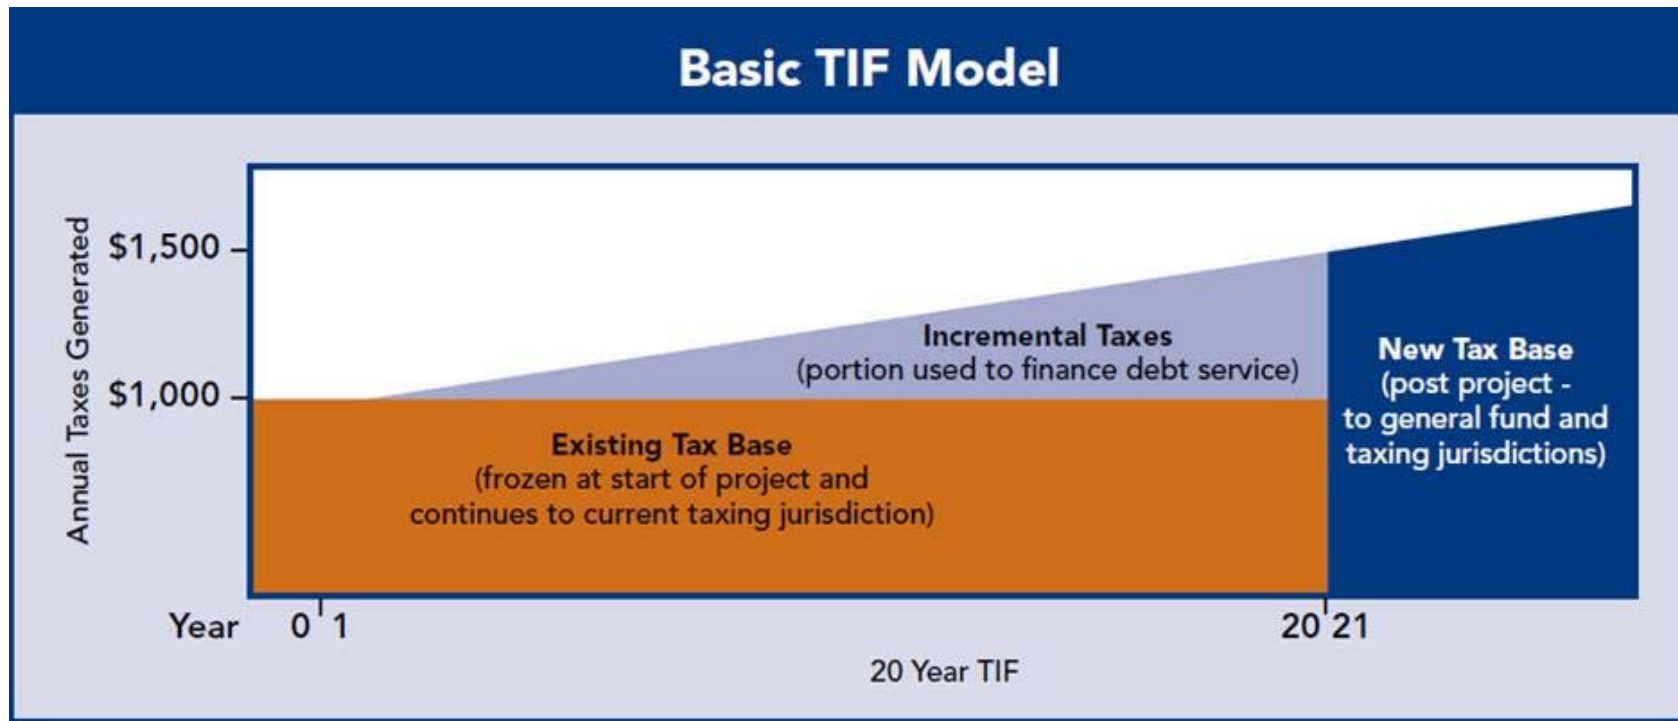 Basic TIF Model
Annual Taxes Generated
$1,500
$1,000
Incremental Taxes
(portion used to finance debt service)
Existing Tax Base
(frozen at start of project and
continues to current taxing jurisdiction)
New Tax Base
(post project -
to general fund and
taxing jurisdictions)
Year 0 1 20 21
20 Year TIF